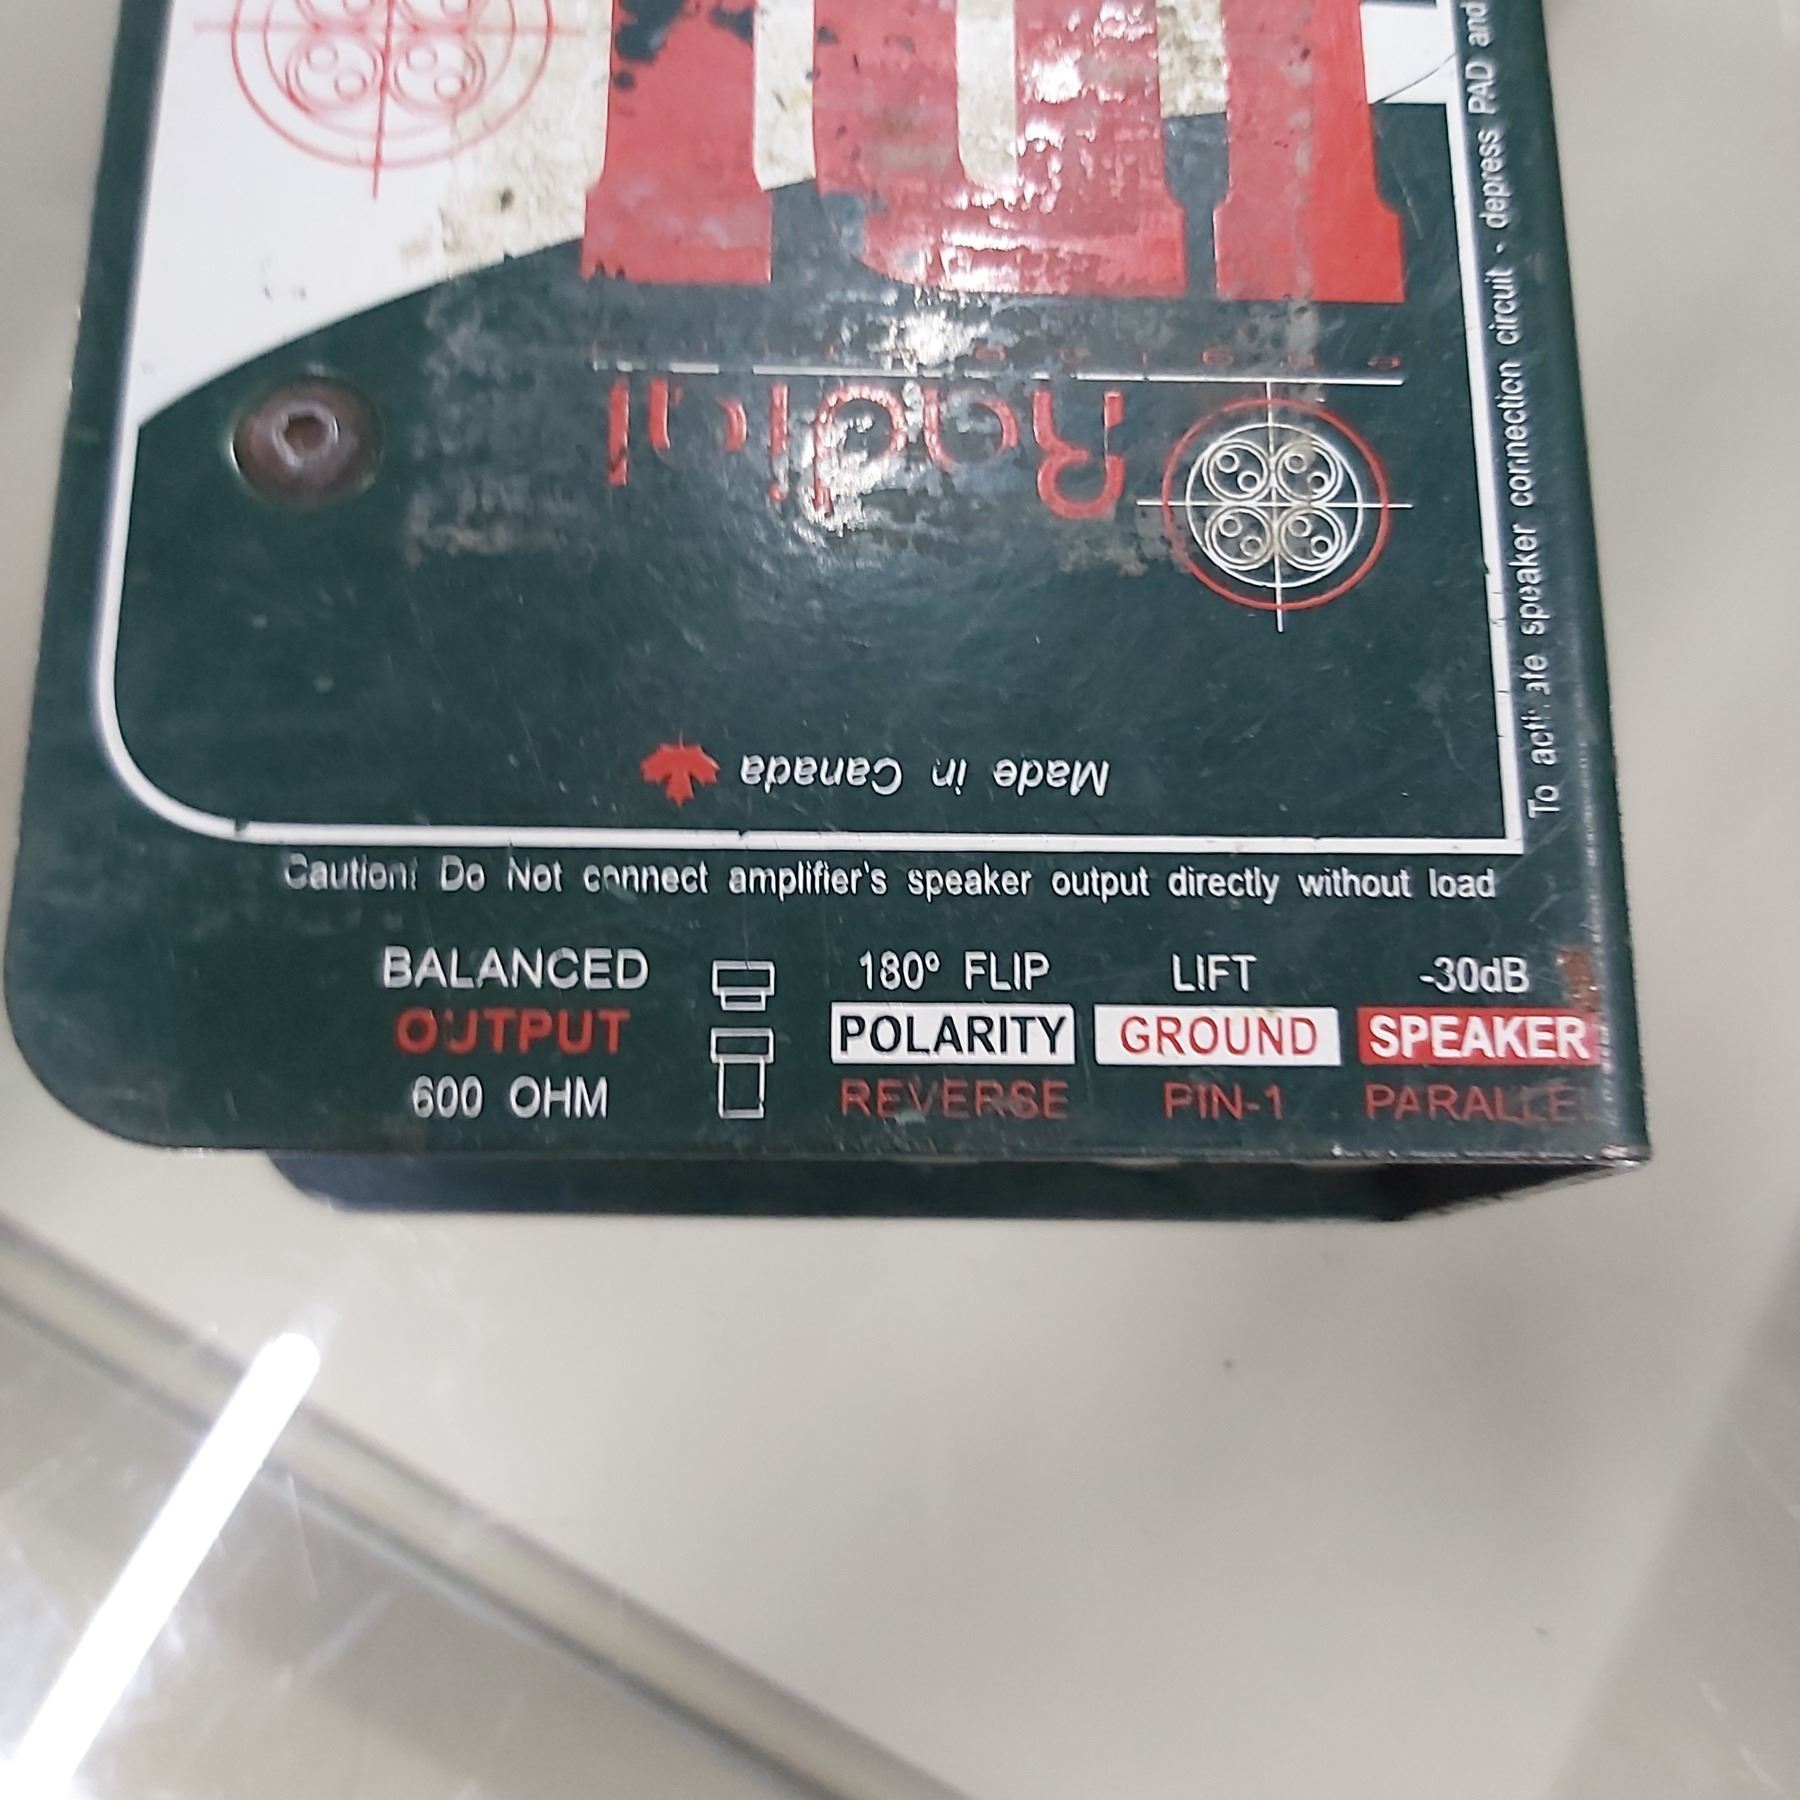 Radial
Made in Canada
To activate speaker connection circuit - depress PAD and
Caution: Do Not connect amplifier's speaker output directly without load
BALANCED 180º FLIP LIFT -30dB
OUTPUT POLARITY GROUND SPEAKER
600 OHM REVERSE PIN-1 PARALLEL